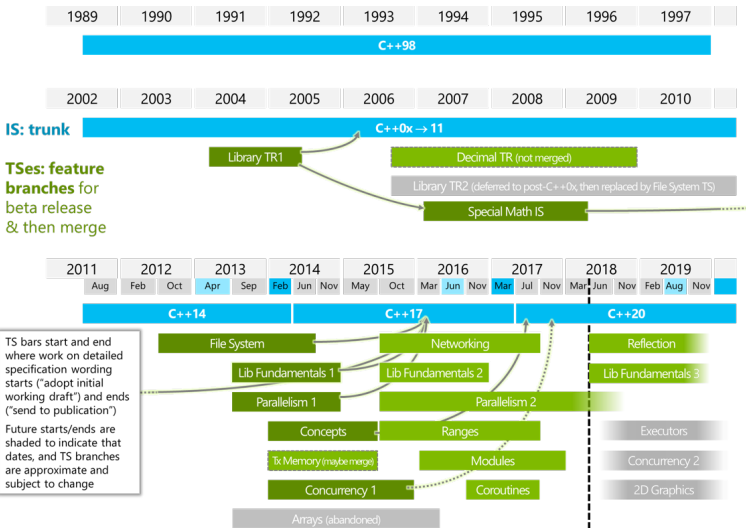 1989 1990 1991 1992 1993 1994 1995 1996 1997
C++98
2002 2003 2004 2005 2006 2007 2008 2009 2010
IS: trunk
C++0x → 11
Library TR1
Decimal TR (not merged)
TSes: feature
branches for
beta release
& then merge
Library TR2 (deferred to post-C++0x, then replaced by File System TS)
Special Math IS
2011 2012 2013 2014 2015 2016 2017 2018 2019
Aug Feb Oct Apr Sep Feb Jun Nov May Oct Mar Jun Nov Mar Jul Nov Mar Jun Nov Feb Aug Nov
C++14 C++17 C++20
TS bars start and end
where work on detailed
specification wording
starts (“adopt initial
working draft”) and ends
(“send to publication”)
Future starts/ends are
shaded to indicate that
dates, and TS branches
are approximate and
subject to change
File System Networking Reflection
Lib Fundamentals 1 Lib Fundamentals 2 Lib Fundamentals 3
Parallelism 1 Parallelism 2
Concepts Ranges Executors
Tx Memory (maybe merge) Modules Concurrency 2
Concurrency 1 Coroutines 2D Graphics
Arrays (abandoned)